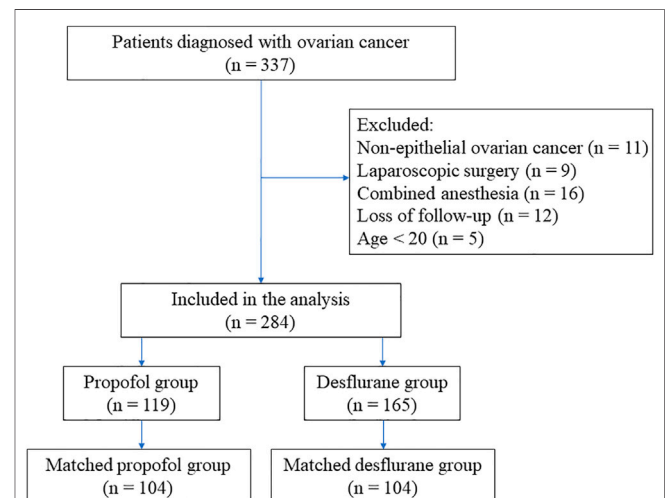 Patients diagnosed with ovarian cancer
(n = 337)
Excluded:
Non-epithelial ovarian cancer (n = 11)
Laparoscopic surgery (n = 9)
Combined anesthesia (n = 16)
Loss of follow-up (n = 12)
Age < 20 (n = 5)
Included in the analysis
(n = 284)
Propofol group
(n = 119)
Desflurane group
(n = 165)
Matched propofol group
(n = 104)
Matched desflurane group
(n = 104)